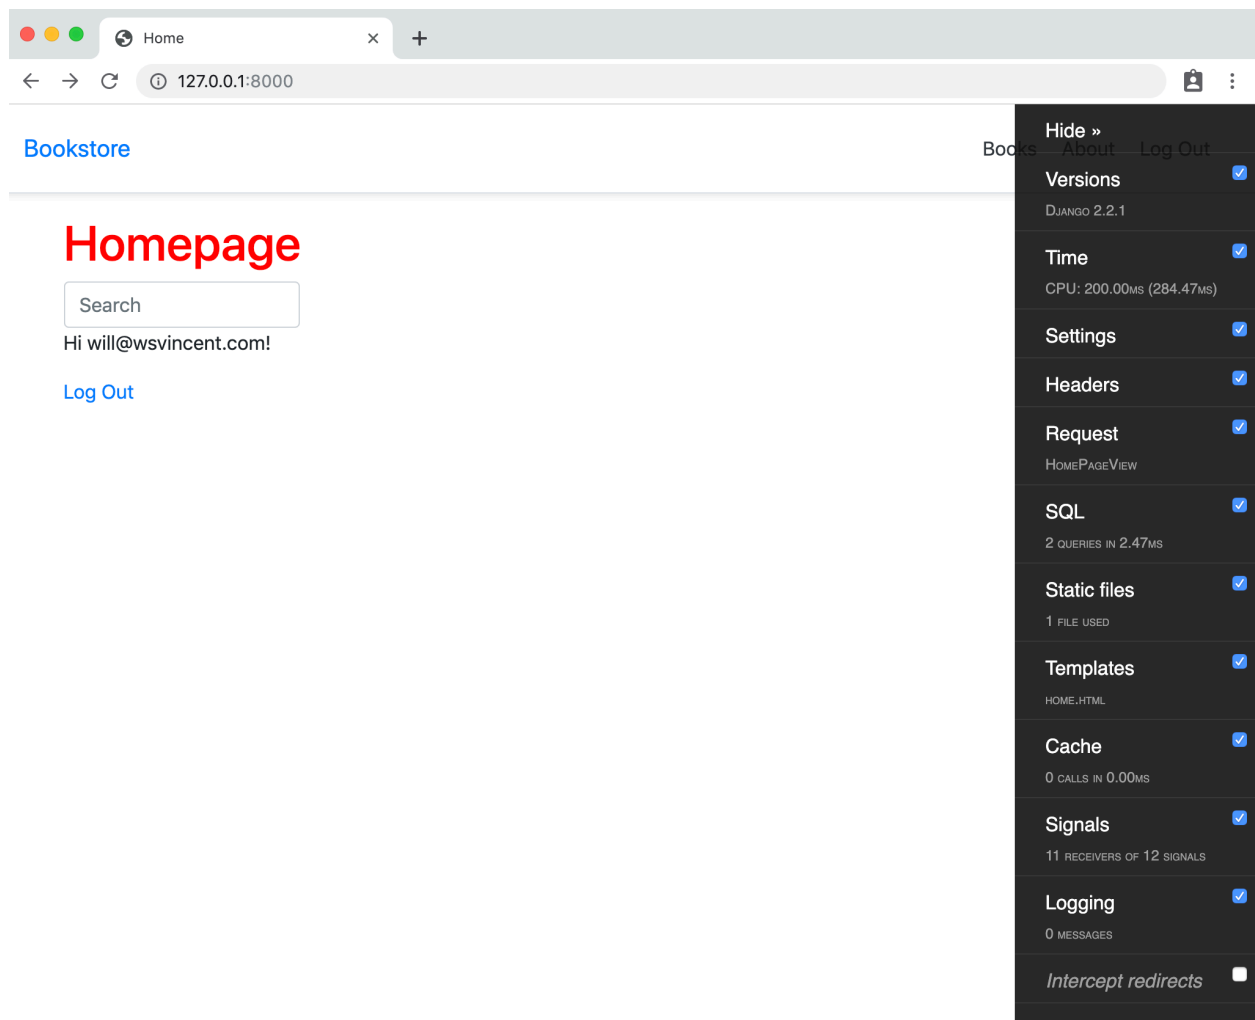 Home
127.0.0.1:8000
Bookstore
Books About Log Out
Homepage
Search
Hi will@wsvincent.com!
Log Out
Hide »
Versions
Django 2.2.1
Time
CPU: 200.00ms (284.47ms)
Settings
Headers
Request
HomePageView
SQL
2 queries in 2.47ms
Static files
1 file used
Templates
home.html
Cache
0 calls in 0.00ms
Signals
11 receivers of 12 signals
Logging
0 messages
Intercept redirects